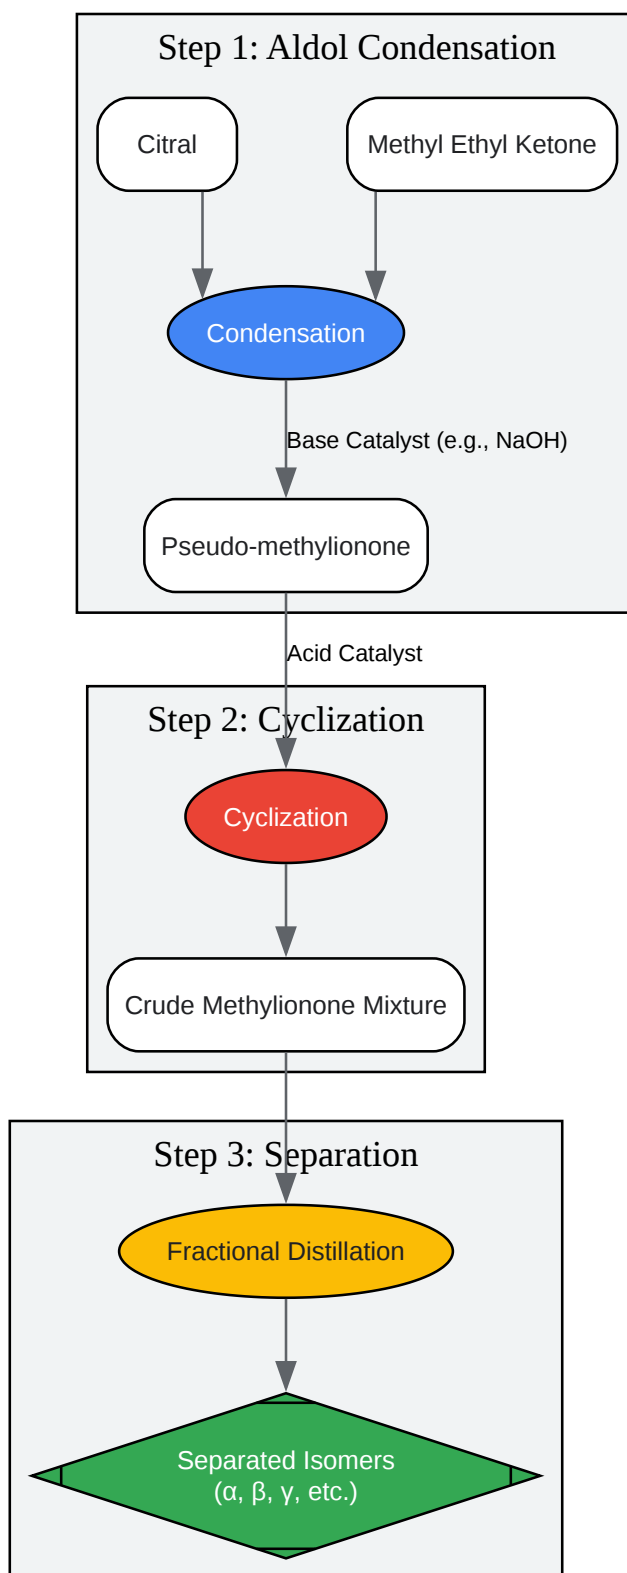 Step 1: Aldol Condensation
Citral
Methyl Ethyl Ketone
Condensation
Base Catalyst (e.g., NaOH)
Pseudo-methylionone
Acid Catalyst
Step 2: Cyclization
Cyclization
Crude Methylionone Mixture
Step 3: Separation
Fractional Distillation
Separated Isomers
(α, β, γ, etc.)